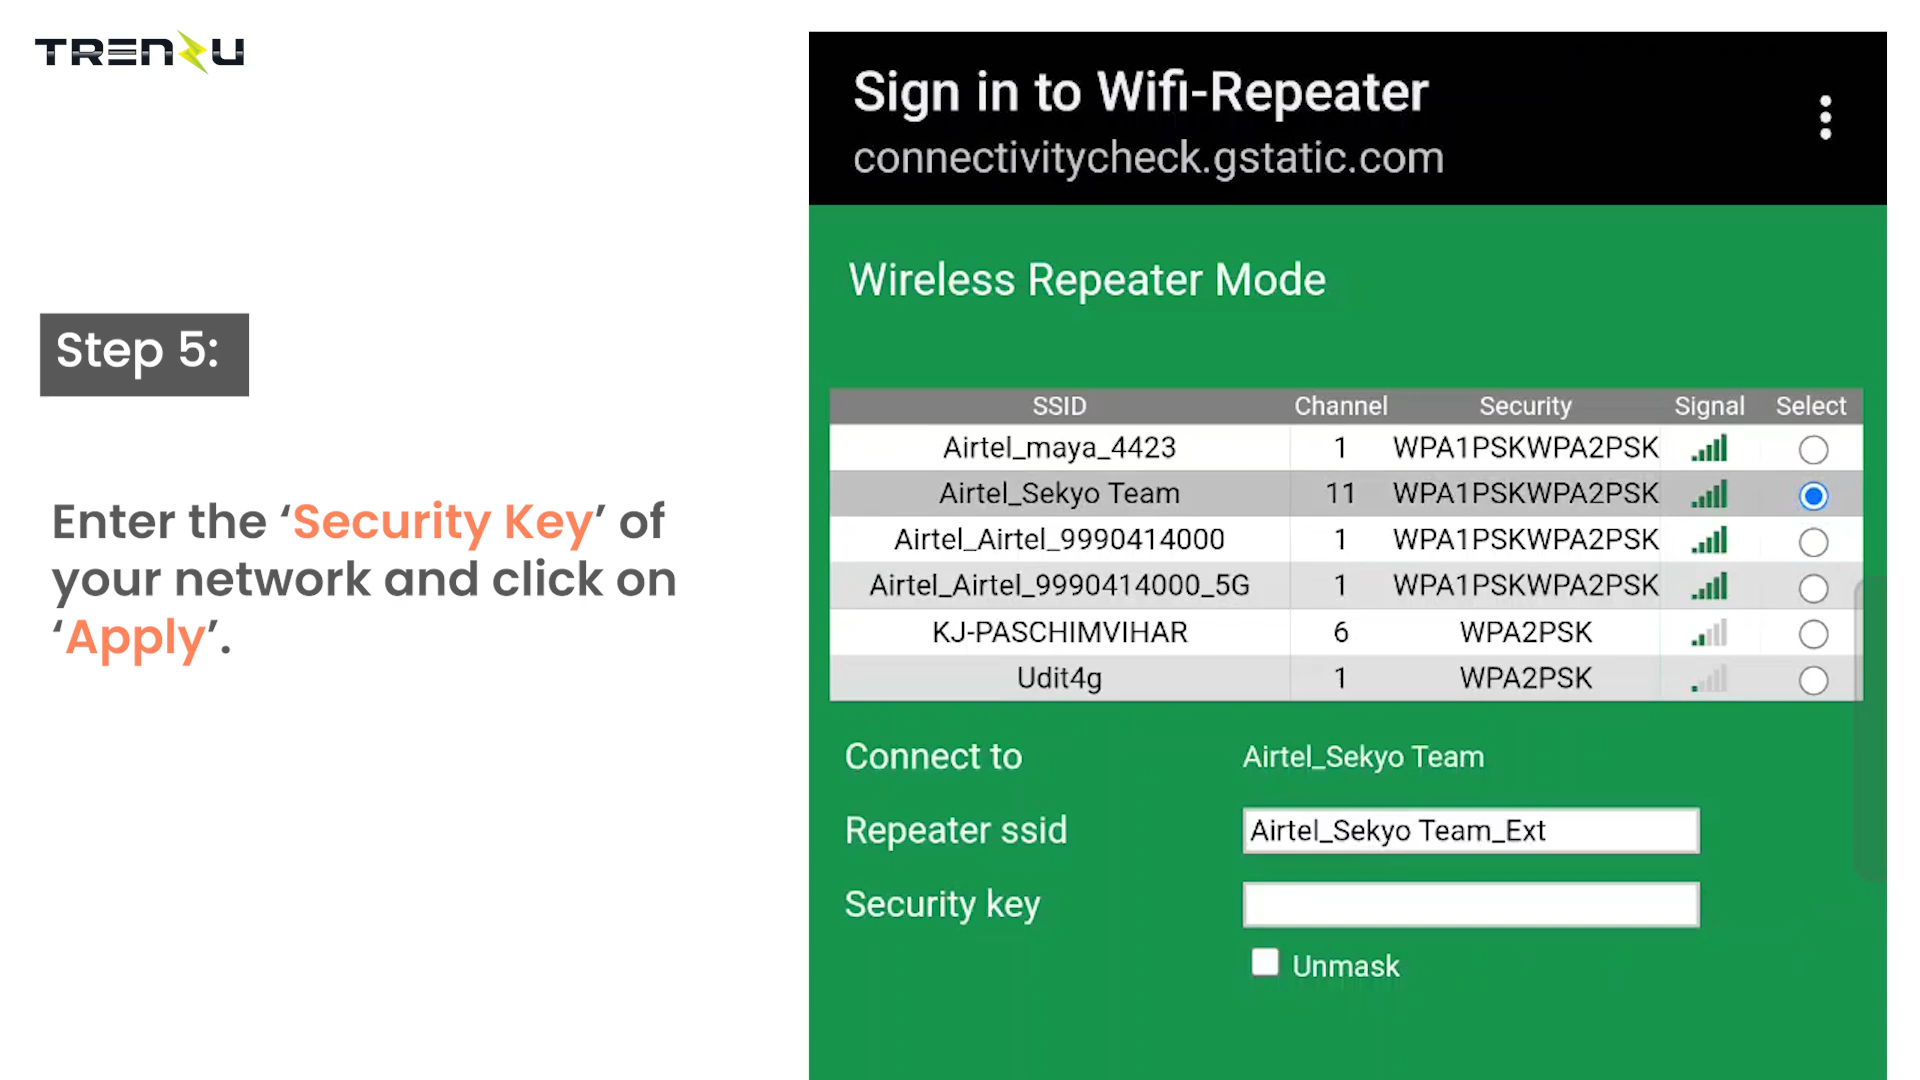 TRENZU
Step 5:
Enter the ‘Security Key’ of
your network and click on
‘Apply’.
Sign in to Wifi-Repeater
connectivitycheck.gstatic.com
Wireless Repeater Mode
SSID Channel Security Signal Select
Airtel_maya_4423 1 WPA1PSKWPA2PSK
Airtel_Sekyo Team 11 WPA1PSKWPA2PSK
Airtel_Airtel_9990414000 1 WPA1PSKWPA2PSK
Airtel_Airtel_9990414000_5G 1 WPA1PSKWPA2PSK
KJ-PASCHIMVIHAR 6 WPA2PSK
Udit4g 1 WPA2PSK
Connect to Airtel_Sekyo Team
Repeater ssid Airtel_Sekyo Team_Ext
Security key
Unmask